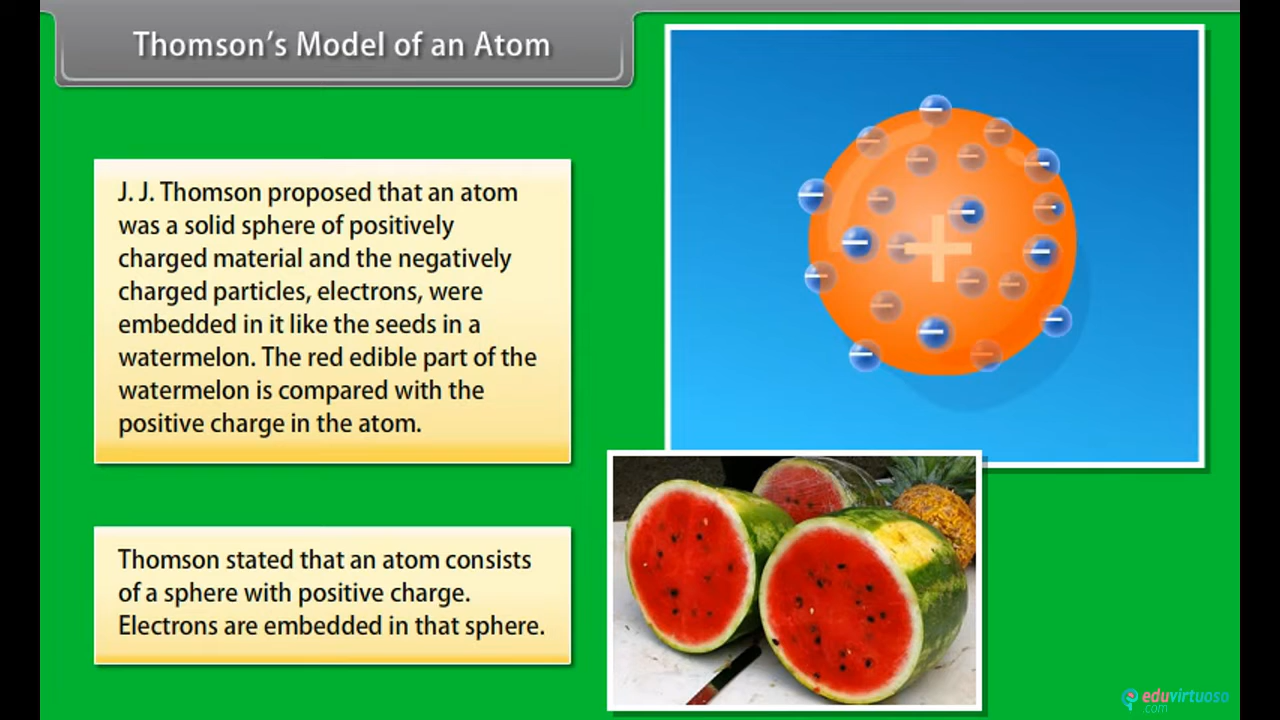 Thomson's Model of an Atom
J. J. Thomson proposed that an atom
was a solid sphere of positively
charged material and the negatively
charged particles, electrons, were
embedded in it like the seeds in a
watermelon. The red edible part of the
watermelon is compared with the
positive charge in the atom.
Thomson stated that an atom consists
of a sphere with positive charge.
Electrons are embedded in that sphere.
eduvirtuoso
.com